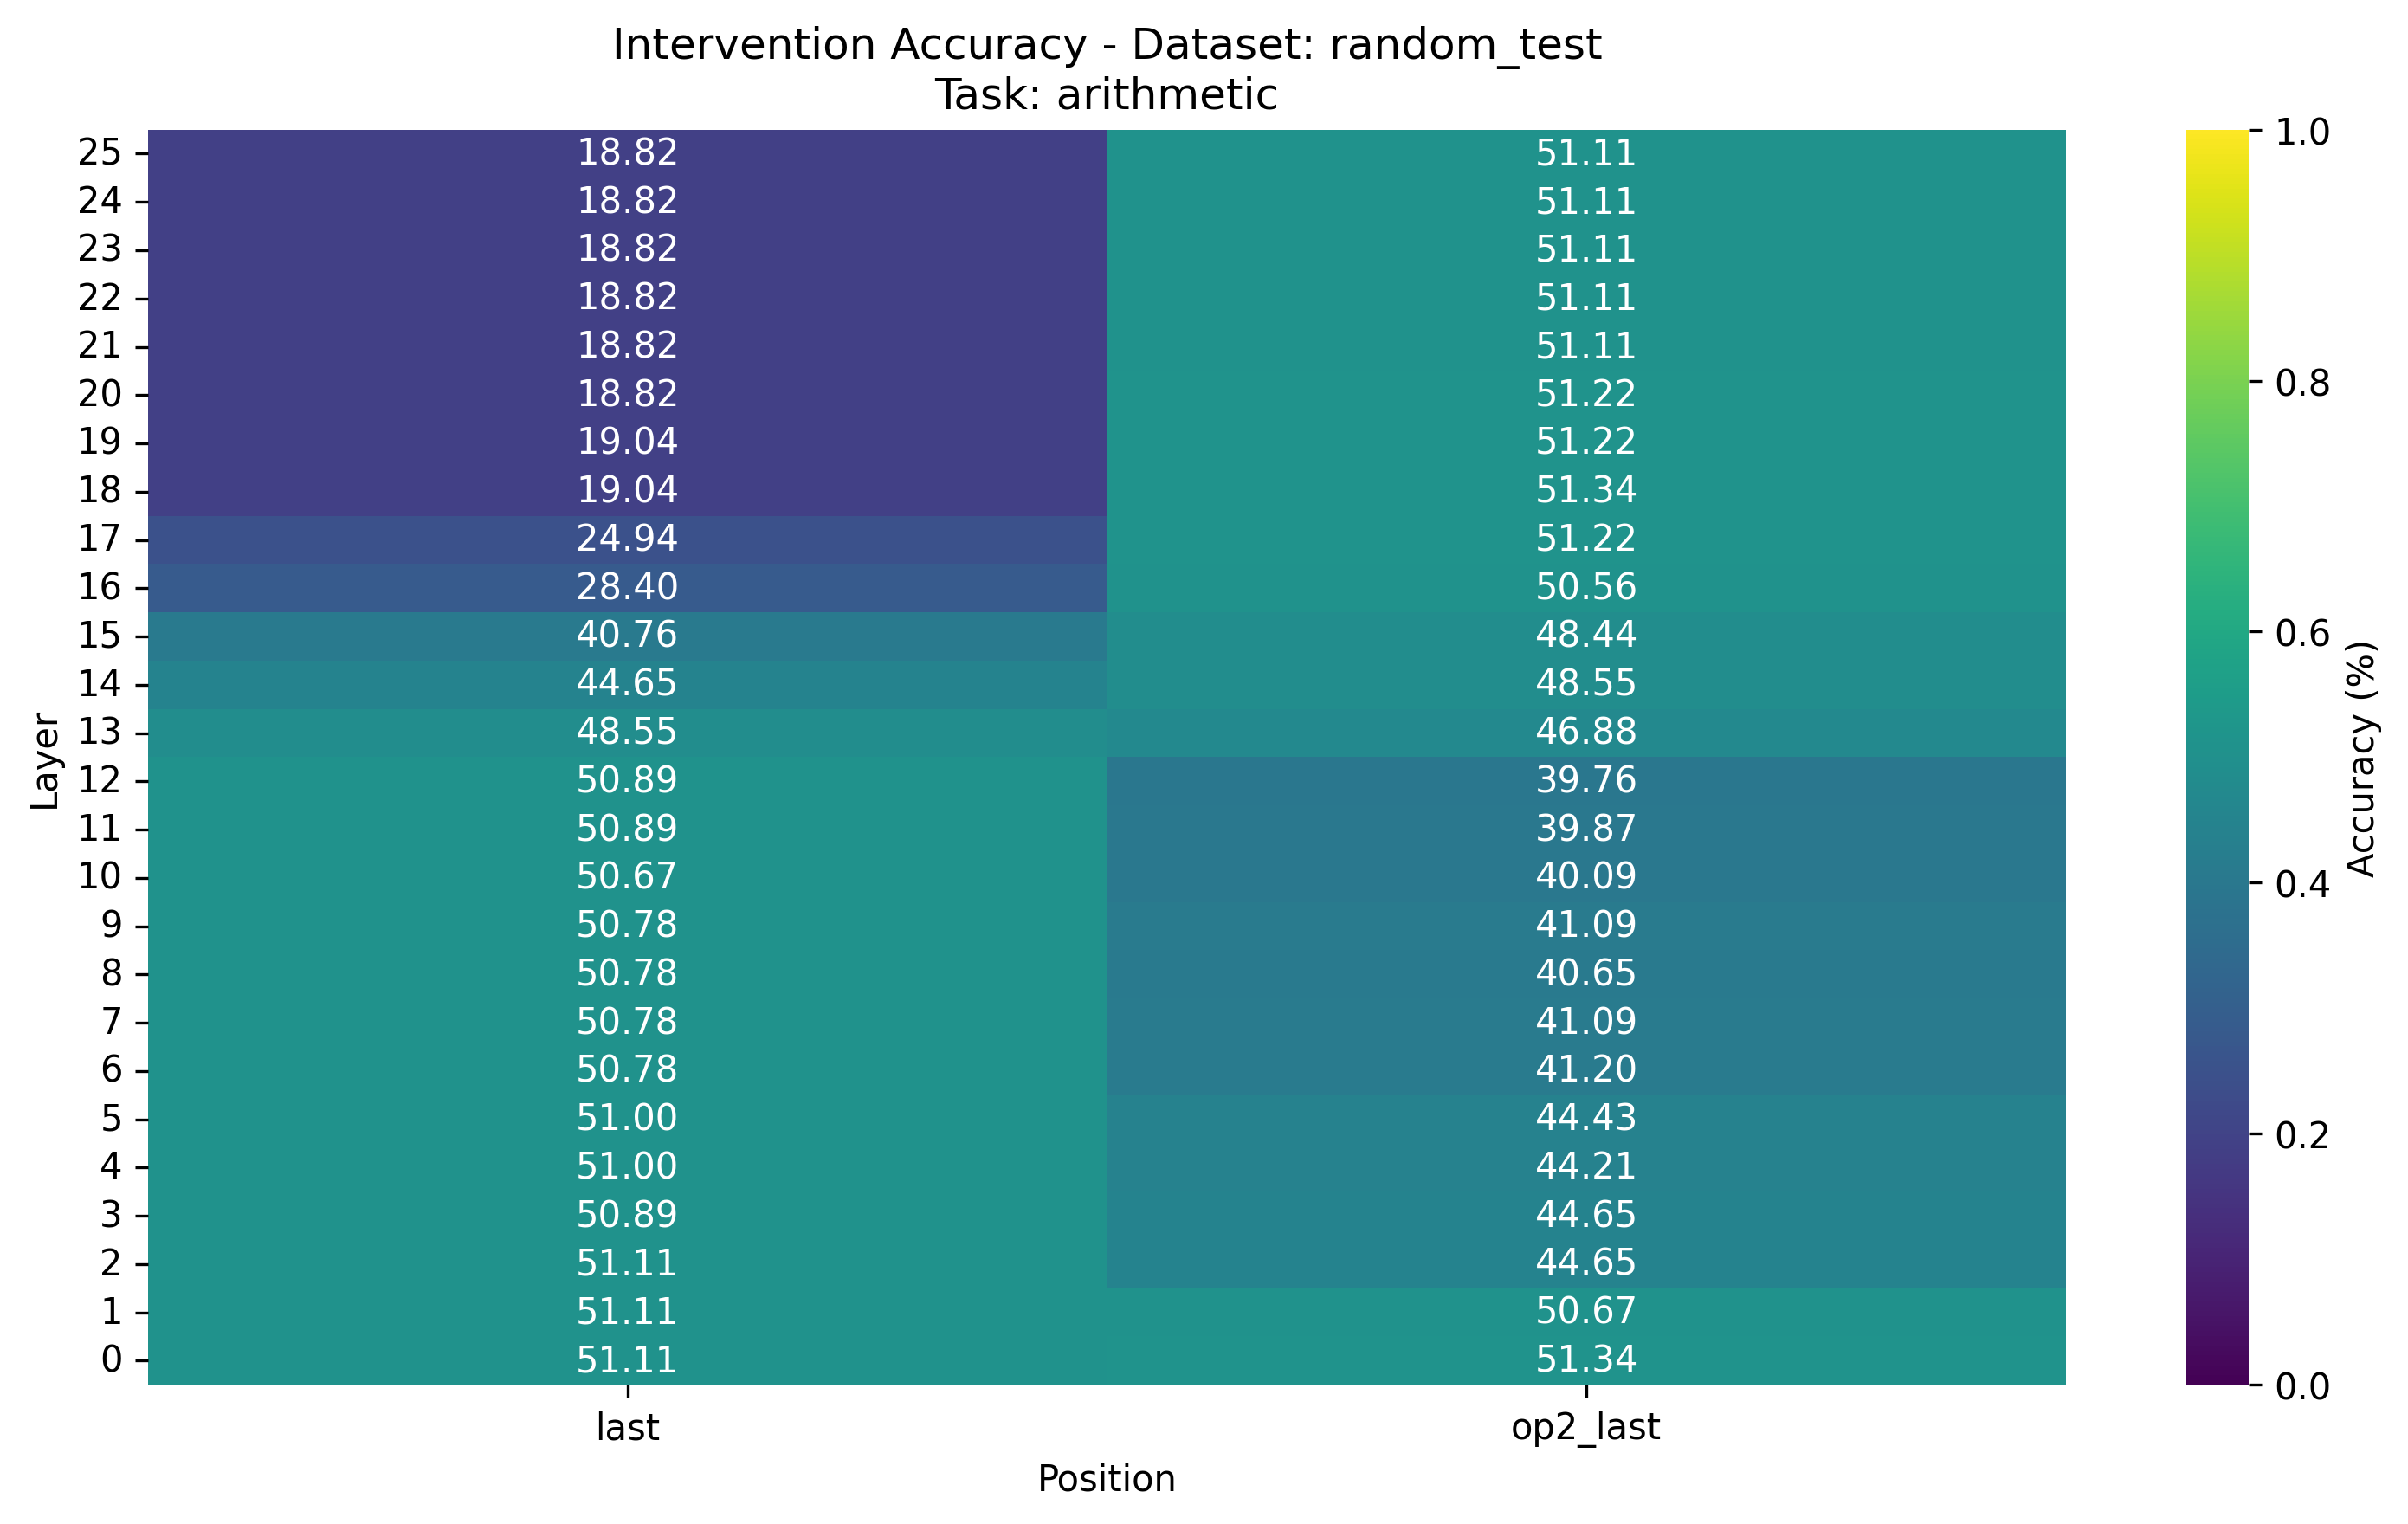 Intervention Accuracy - Dataset: random_test
Task: arithmetic
25 18.82 51.11
24 18.82 51.11
23 18.82 51.11
22 18.82 51.11
21 18.82 51.11
20 18.82 51.22
19 19.04 51.22
18 19.04 51.34
17 24.94 51.22
16 28.40 50.56
15 40.76 48.44
14 44.65 48.55
13 48.55 46.88
12 50.89 39.76
11 50.89 39.87
10 50.67 40.09
9 50.78 41.09
8 50.78 40.65
7 50.78 41.09
6 50.78 41.20
5 51.00 44.43
4 51.00 44.21
3 50.89 44.65
2 51.11 44.65
1 51.11 50.67
0 51.11 51.34
last op2_last
Position
Layer
1.0
0.8
0.6
0.4
0.2
0.0
Accuracy (%)